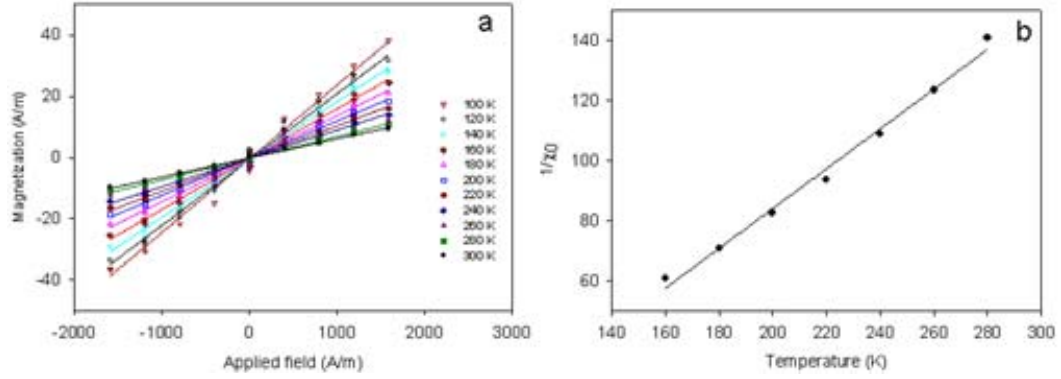 a
Magnetization (A/m)
40
20
0
-20
-40
-2000 -1000 0 1000 2000 3000
Applied field (A/m)
100 K
120 K
140 K
160 K
180 K
200 K
220 K
240 K
260 K
280 K
300 K
b
1/χ0
140
120
100
80
60
140 160 180 200 220 240 260 280 300
Temperature (K)